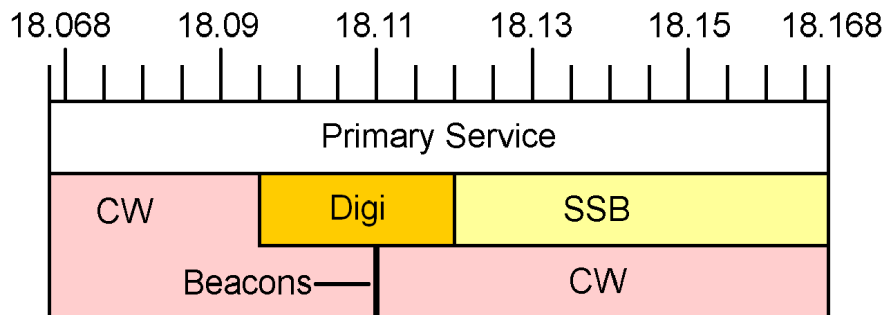 18.068 18.09 18.11 18.13 18.15 18.168
Primary Service
CW Digi SSB
Beacons CW